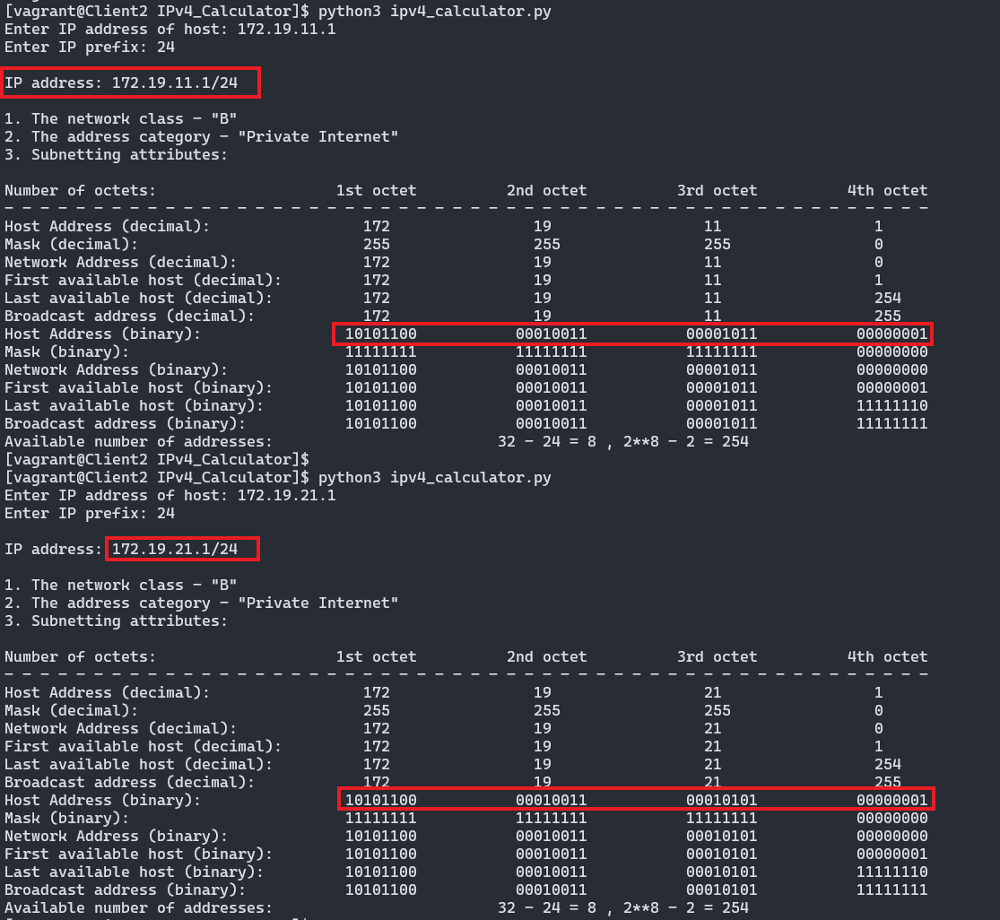 [vagrant@Client2 IPv4_Calculator]$ python3 ipv4_calculator.py
Enter IP address of host: 172.19.11.1
Enter IP prefix: 24
IP address: 172.19.11.1/24
1. The network class – "B"
2. The address category – "Private Internet"
3. Subnetting attributes:
Number of octets: 1st octet 2nd octet 3rd octet 4th octet
– – – – – – – – – – – – – – – – – – – – – – – – – – – – – – – – – – – – – – – – – – – – – – – – – – – –
Host Address (decimal): 172 19 11 1
Mask (decimal): 255 255 255 0
Network Address (decimal): 172 19 11 0
First available host (decimal): 172 19 11 1
Last available host (decimal): 172 19 11 254
Broadcast address (decimal): 172 19 11 255
Host Address (binary): 10101100 00010011 00001011 00000001
Mask (binary): 11111111 11111111 11111111 00000000
Network Address (binary): 10101100 00010011 00001011 00000000
First available host (binary): 10101100 00010011 00001011 00000001
Last available host (binary): 10101100 00010011 00001011 11111110
Broadcast address (binary): 10101100 00010011 00001011 11111111
Available number of addresses: 32 – 24 = 8 , 2**8 – 2 = 254
[vagrant@Client2 IPv4_Calculator]$
[vagrant@Client2 IPv4_Calculator]$ python3 ipv4_calculator.py
Enter IP address of host: 172.19.21.1
Enter IP prefix: 24
IP address: 172.19.21.1/24
1. The network class – "B"
2. The address category – "Private Internet"
3. Subnetting attributes:
Number of octets: 1st octet 2nd octet 3rd octet 4th octet
– – – – – – – – – – – – – – – – – – – – – – – – – – – – – – – – – – – – – – – – – – – – – – – – – – – –
Host Address (decimal): 172 19 21 1
Mask (decimal): 255 255 255 0
Network Address (decimal): 172 19 21 0
First available host (decimal): 172 19 21 1
Last available host (decimal): 172 19 21 254
Broadcast address (decimal): 172 19 21 255
Host Address (binary): 10101100 00010011 00010101 00000001
Mask (binary): 11111111 11111111 11111111 00000000
Network Address (binary): 10101100 00010011 00010101 00000000
First available host (binary): 10101100 00010011 00010101 00000001
Last available host (binary): 10101100 00010011 00010101 11111110
Broadcast address (binary): 10101100 00010011 00010101 11111111
Available number of addresses: 32 – 24 = 8 , 2**8 – 2 = 254